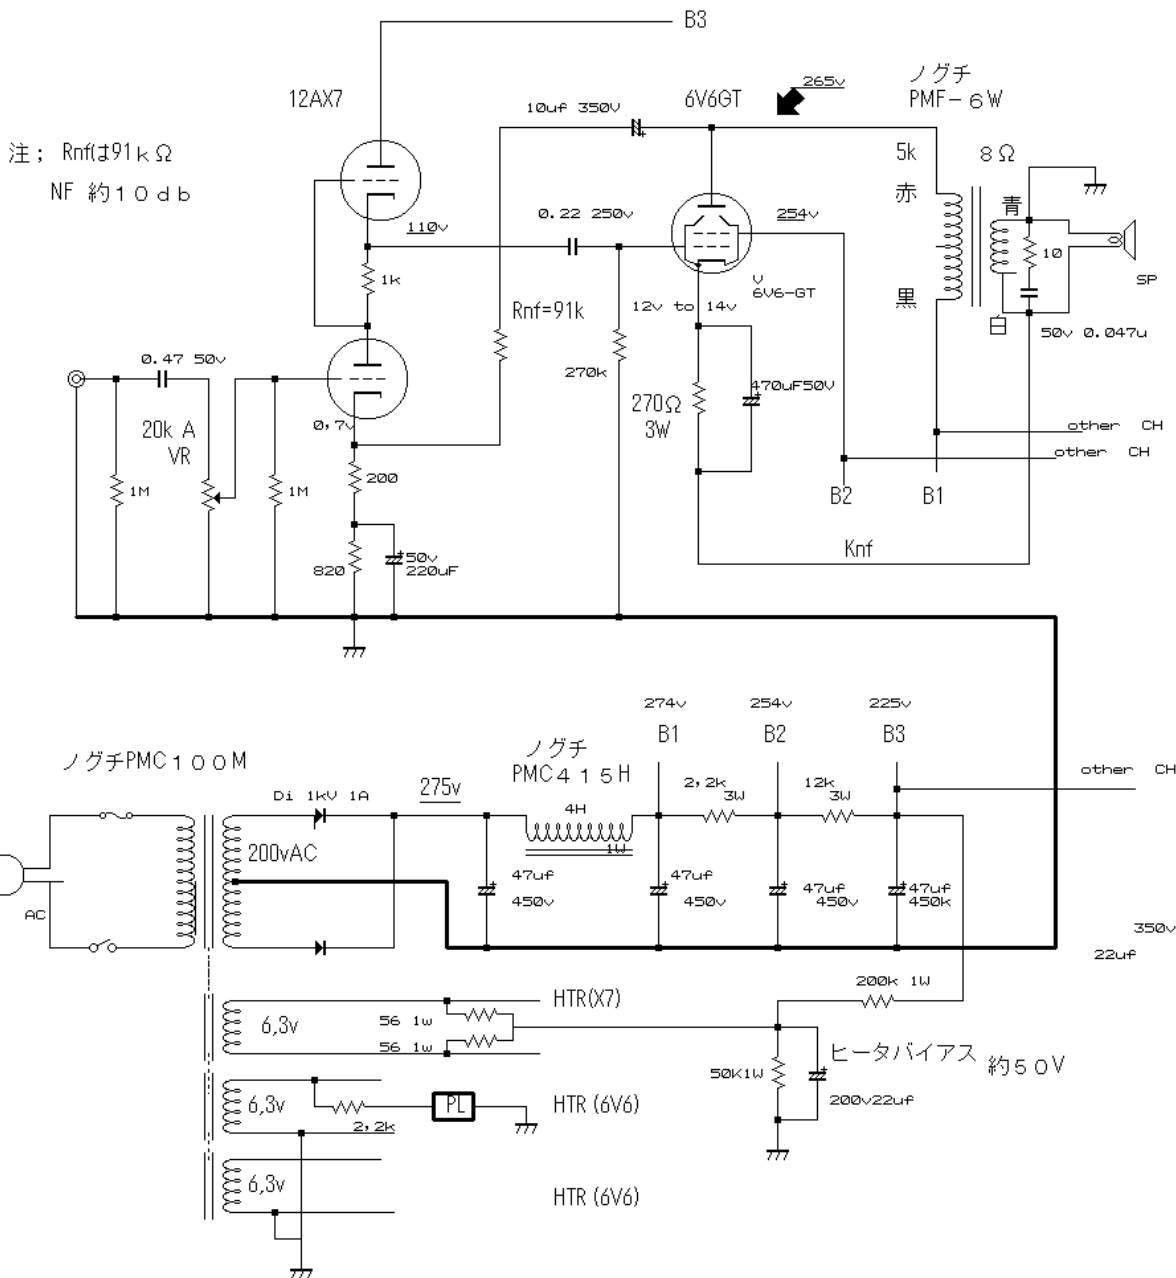 B3
12AX7
10uf 350V
6V6GT
265v
ノグチ
PMF-6W
注; Rnfは91kΩ
NF 約10db
5k
8Ω
赤
青
0.22 250v
254v
110v
10
1k
V
6V6-GT
SP
12v to 14v
黒
白
Rnf=91k
50v 0.047u
0.47 50v
270k
470uF50V
270Ω
3W
20k A
VR
0,7v
other CH
other CH
1M
1M
200
B2
B1
Knf
50v
220uF
820
274v
254v
225v
B1
B2
B3
ノグチPMC100M
ノグチ
PMC415H
275v
2,2k
3W
12k
3W
other CH
Di 1kV 1A
4H
1W
200vAC
47uf
450v
47uf
450v
47uf
450v
47uf
450k
AC
350v
22uf
200k 1W
HTR(X7)
6,3v
56 1w
56 1w
ヒータバイアス 約50V
50K1W
200v22uf
6,3v
PL
HTR (6V6)
2,2k
6,3v
HTR (6V6)